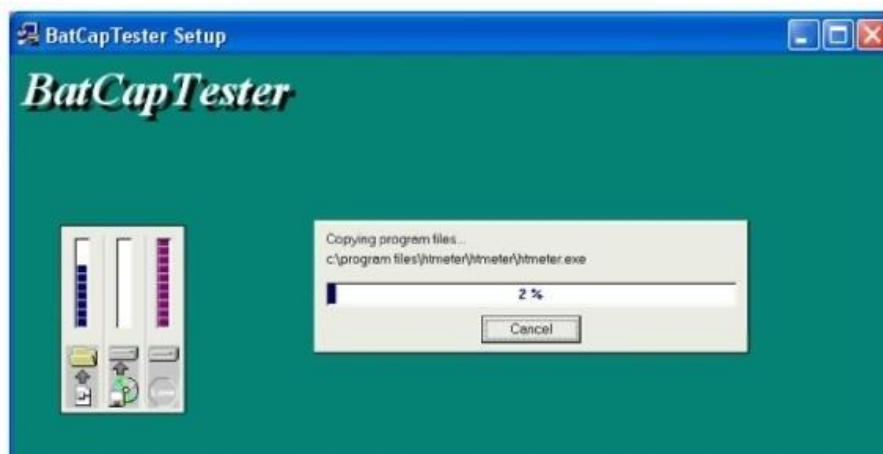 BatCapTester Setup
BatCapTester
Copying program files...
c:\program files\htmeter\htmeter\htmeter.exe
2 %
Cancel